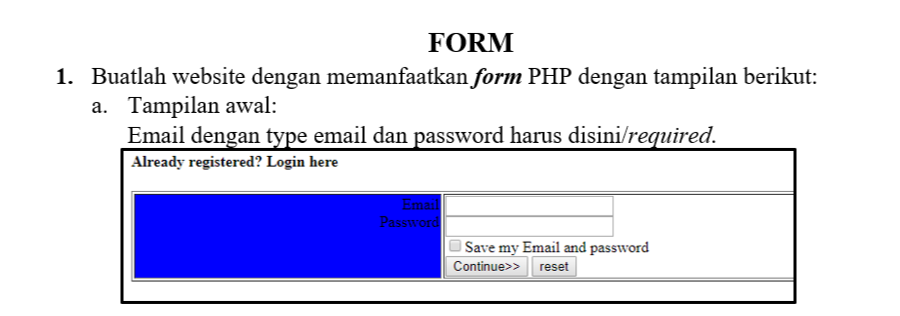 FORM
1. Buatlah website dengan memanfaatkan form PHP dengan tampilan berikut:
a. Tampilan awal:
Email dengan type email dan password harus disini/required.
Already registered? Login here
Email
Password
Save my Email and password
Continue>> reset